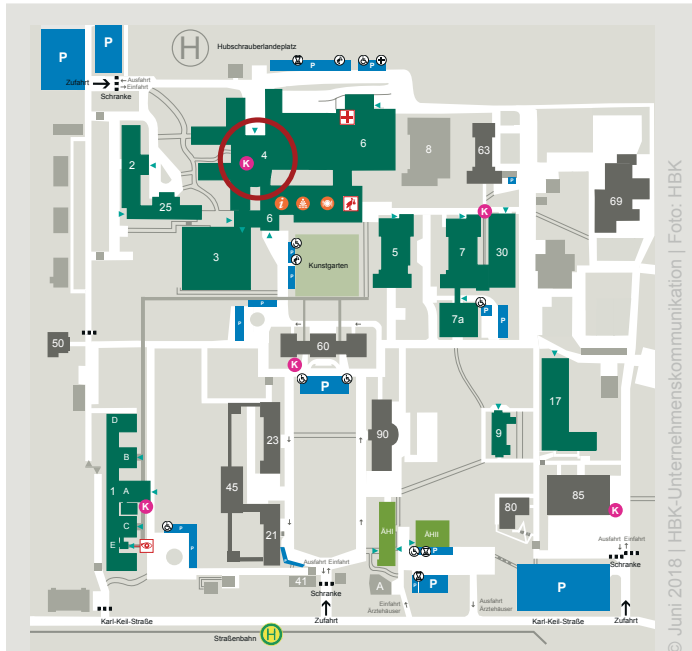 H
Hubschrauberlandeplatz
P
P
P
P
Zufahrt
Ausfahrt
Einfahrt
Schranke
2
4
K
6
8
63
25
6
i
69
K
3
Kunstgarten
5
7
30
P
P
P
P
P
7a
P
P
50
60
K
P
D
B
1
A
C
E
K
P
23
45
21
90
9
17
80
85
K
ÄHI
ÄHII
P
P
A
41
P
Ausfahrt Einfahrt
Schranke
Zufahrt
Einfahrt
Ärztehäuser
Ausfahrt
Ärztehäuser
Ausfahrt Einfahrt
Schranke
Zufahrt
Karl-Keil-Straße
Karl-Keil-Straße
Straßenbahn
H
© Juni 2018 | HBK-Unternehmenskommunikation | Foto: HBK